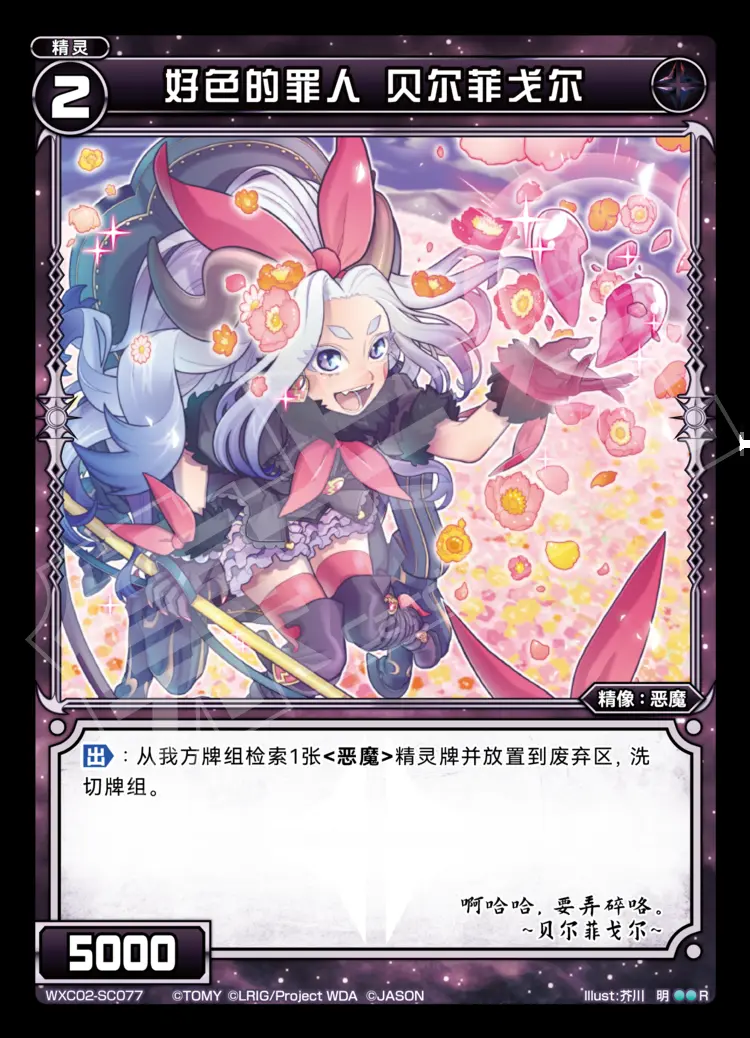 精灵
2
好色的罪人 贝尔菲戈尔
精像：恶魔
出：从我方牌组检索1张<恶魔>精灵牌并放置到废弃区，洗
切牌组。
啊哈哈，要弄碎咯。
~贝尔菲戈尔~
5000
WXC02-SC077 ©TOMY ©LRIG/Project WDA ©JASON Illust:芥川 明 R